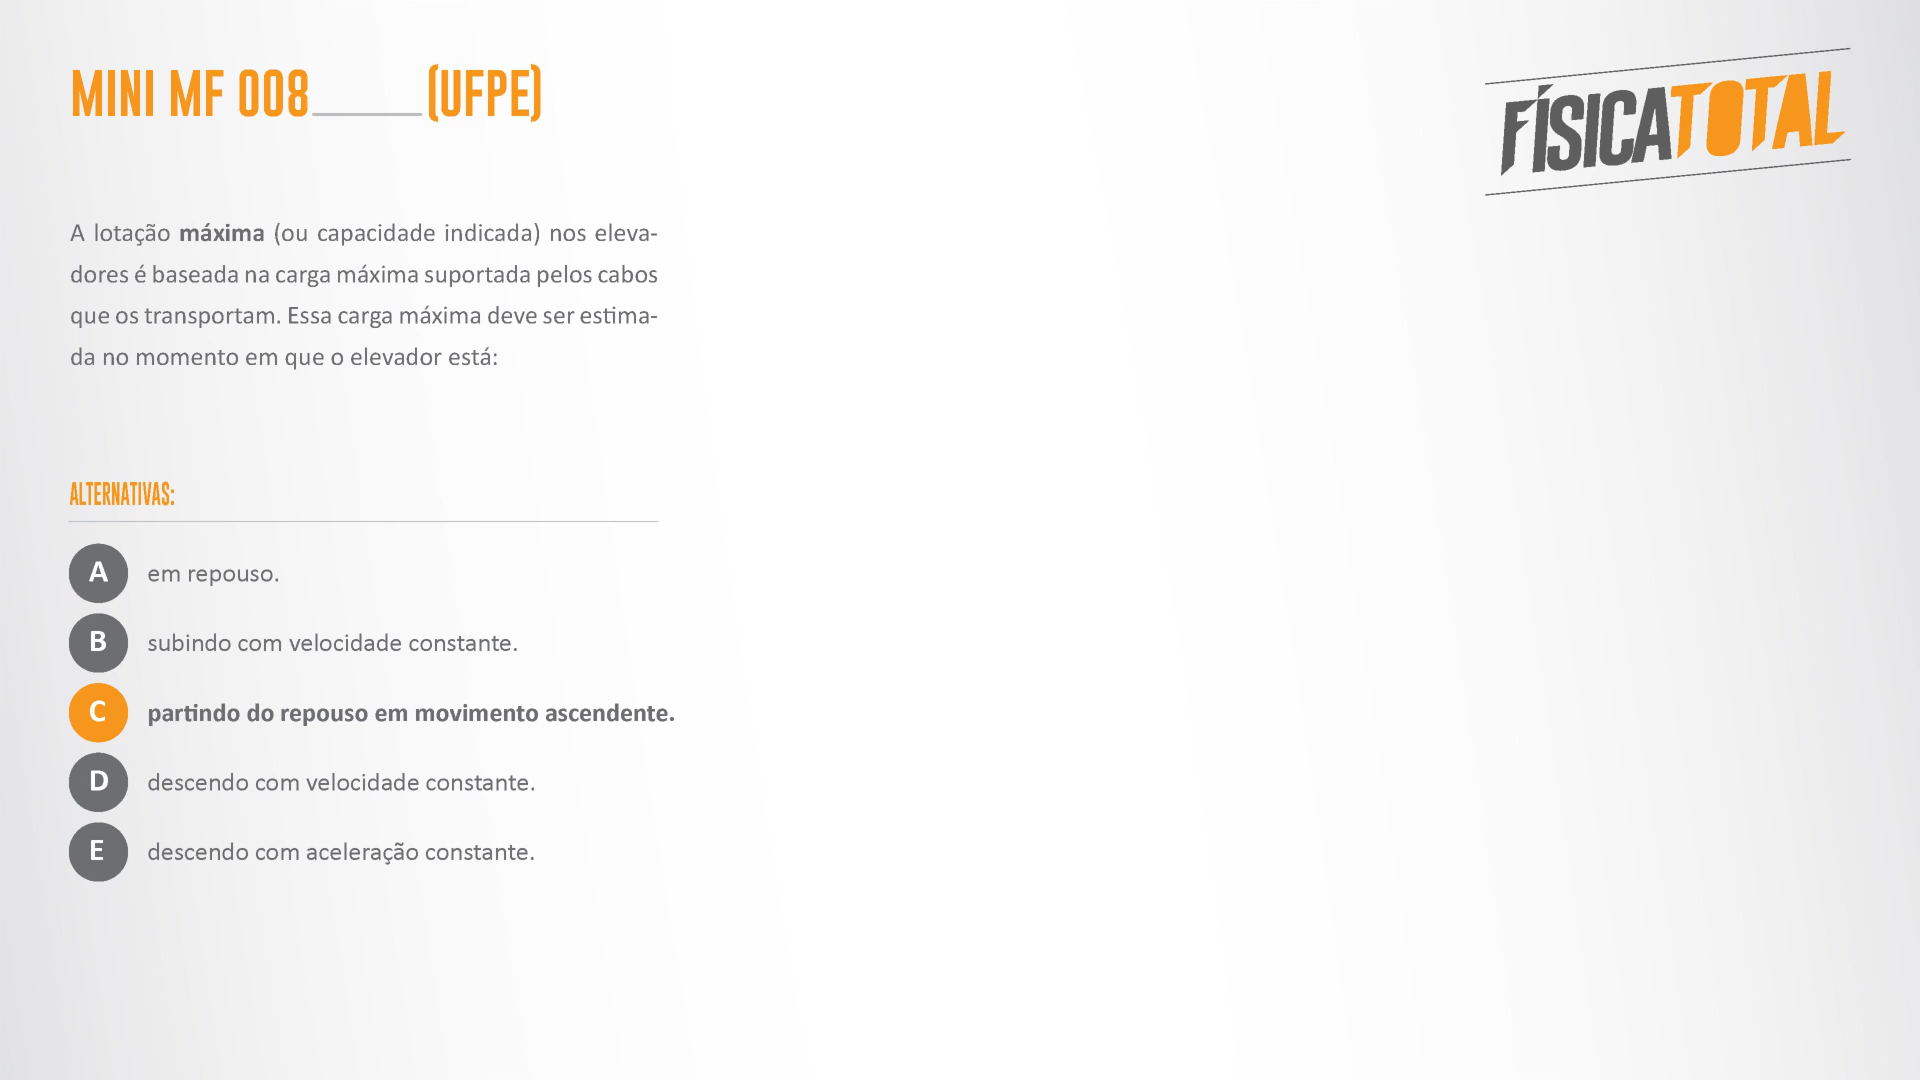 MINI MF 008_____(UFPE)
FÍSICATOTAL
A lotação máxima (ou capacidade indicada) nos eleva-
dores é baseada na carga máxima suportada pelos cabos
que os transportam. Essa carga máxima deve ser estima-
da no momento em que o elevador está:
ALTERNATIVAS:
A em repouso.
B subindo com velocidade constante.
C partindo do repouso em movimento ascendente.
D descendo com velocidade constante.
E descendo com aceleração constante.